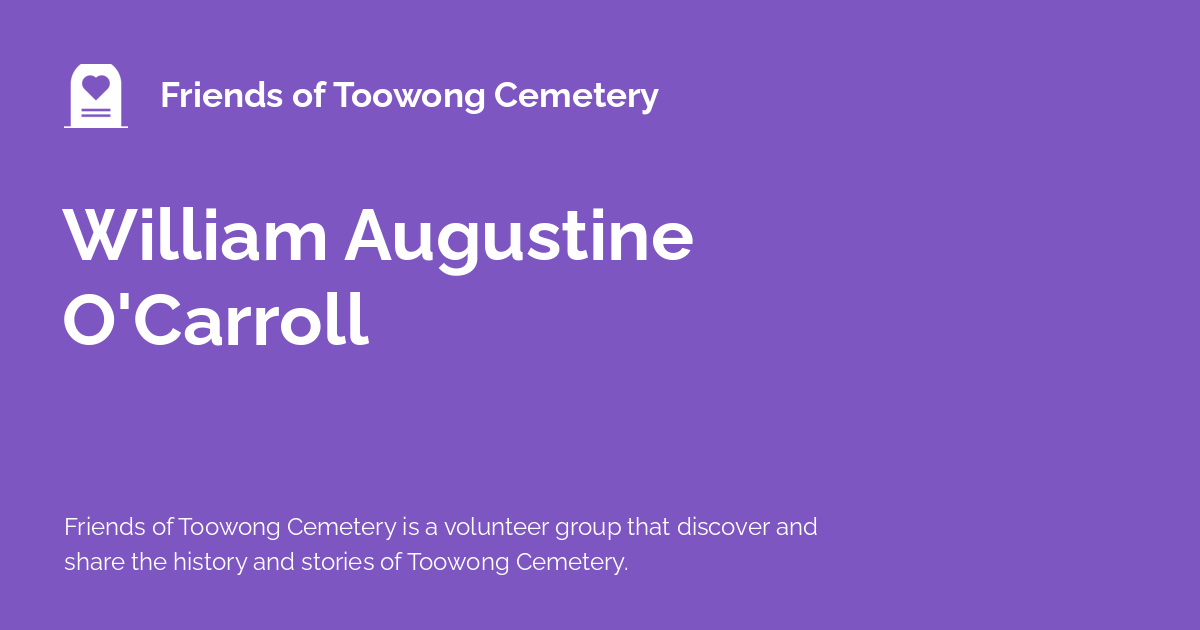 Friends of Toowong Cemetery
William Augustine
O'Carroll
Friends of Toowong Cemetery is a volunteer group that discover and
share the history and stories of Toowong Cemetery.